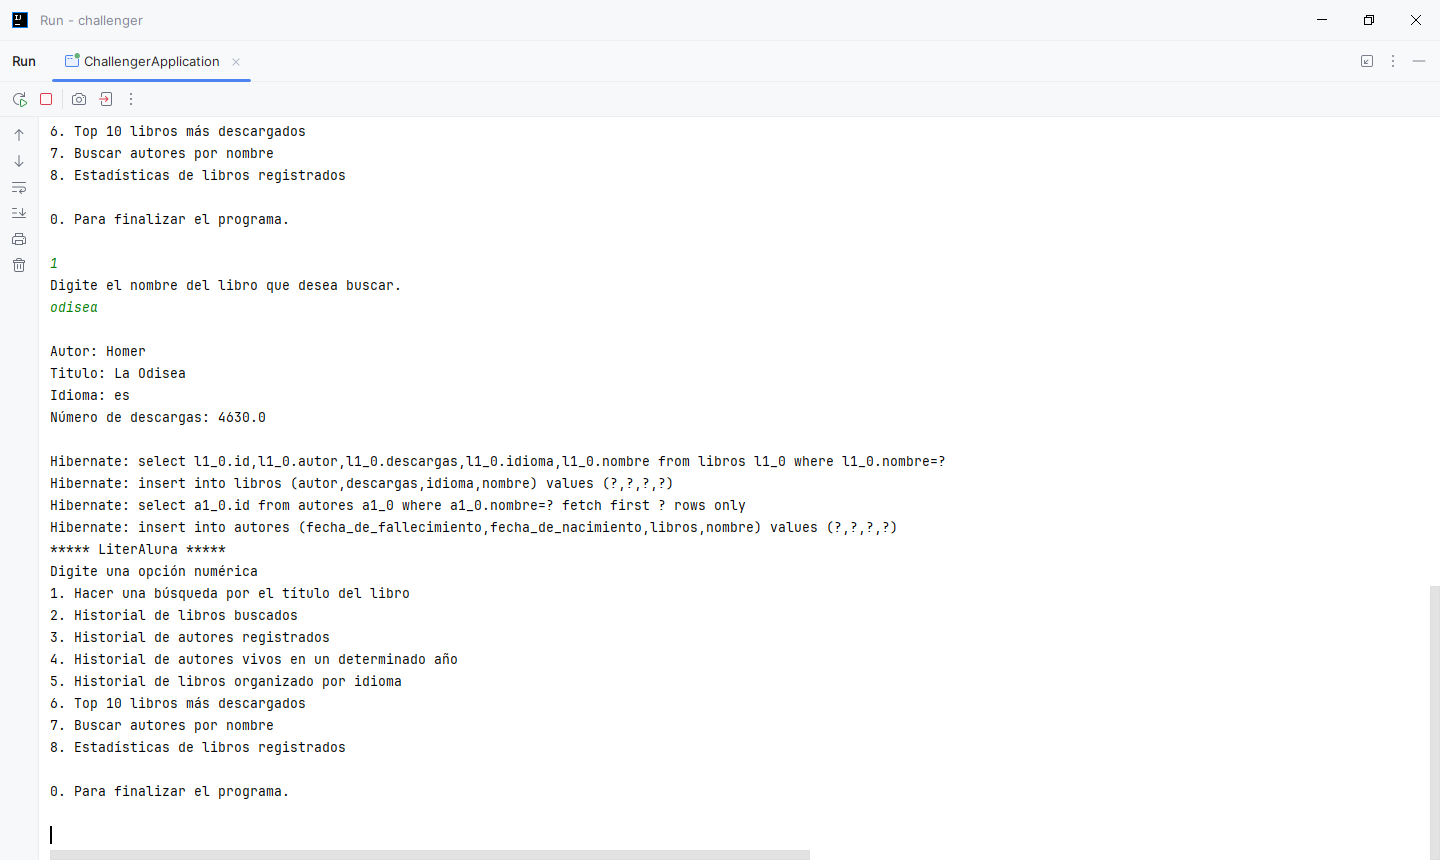 Run - challenger
Run
ChallengerApplication
6. Top 10 libros más descargados
7. Buscar autores por nombre
8. Estadísticas de libros registrados
0. Para finalizar el programa.
1
Digite el nombre del libro que desea buscar.
odisea
Autor: Homer
Titulo: La Odisea
Idioma: es
Número de descargas: 4630.0
Hibernate: select l1_0.id,l1_0.autor,l1_0.descargas,l1_0.idioma,l1_0.nombre from libros l1_0 where l1_0.nombre=?
Hibernate: insert into libros (autor,descargas,idioma,nombre) values (?,?,?,?)
Hibernate: select a1_0.id from autores a1_0 where a1_0.nombre=? fetch first ? rows only
Hibernate: insert into autores (fecha_de_fallecimiento,fecha_de_nacimiento,libros,nombre) values (?,?,?,?)
***** LiterAlura *****
Digite una opción numérica
1. Hacer una búsqueda por el título del libro
2. Historial de libros buscados
3. Historial de autores registrados
4. Historial de autores vivos en un determinado año
5. Historial de libros organizado por idioma
6. Top 10 libros más descargados
7. Buscar autores por nombre
8. Estadísticas de libros registrados
0. Para finalizar el programa.